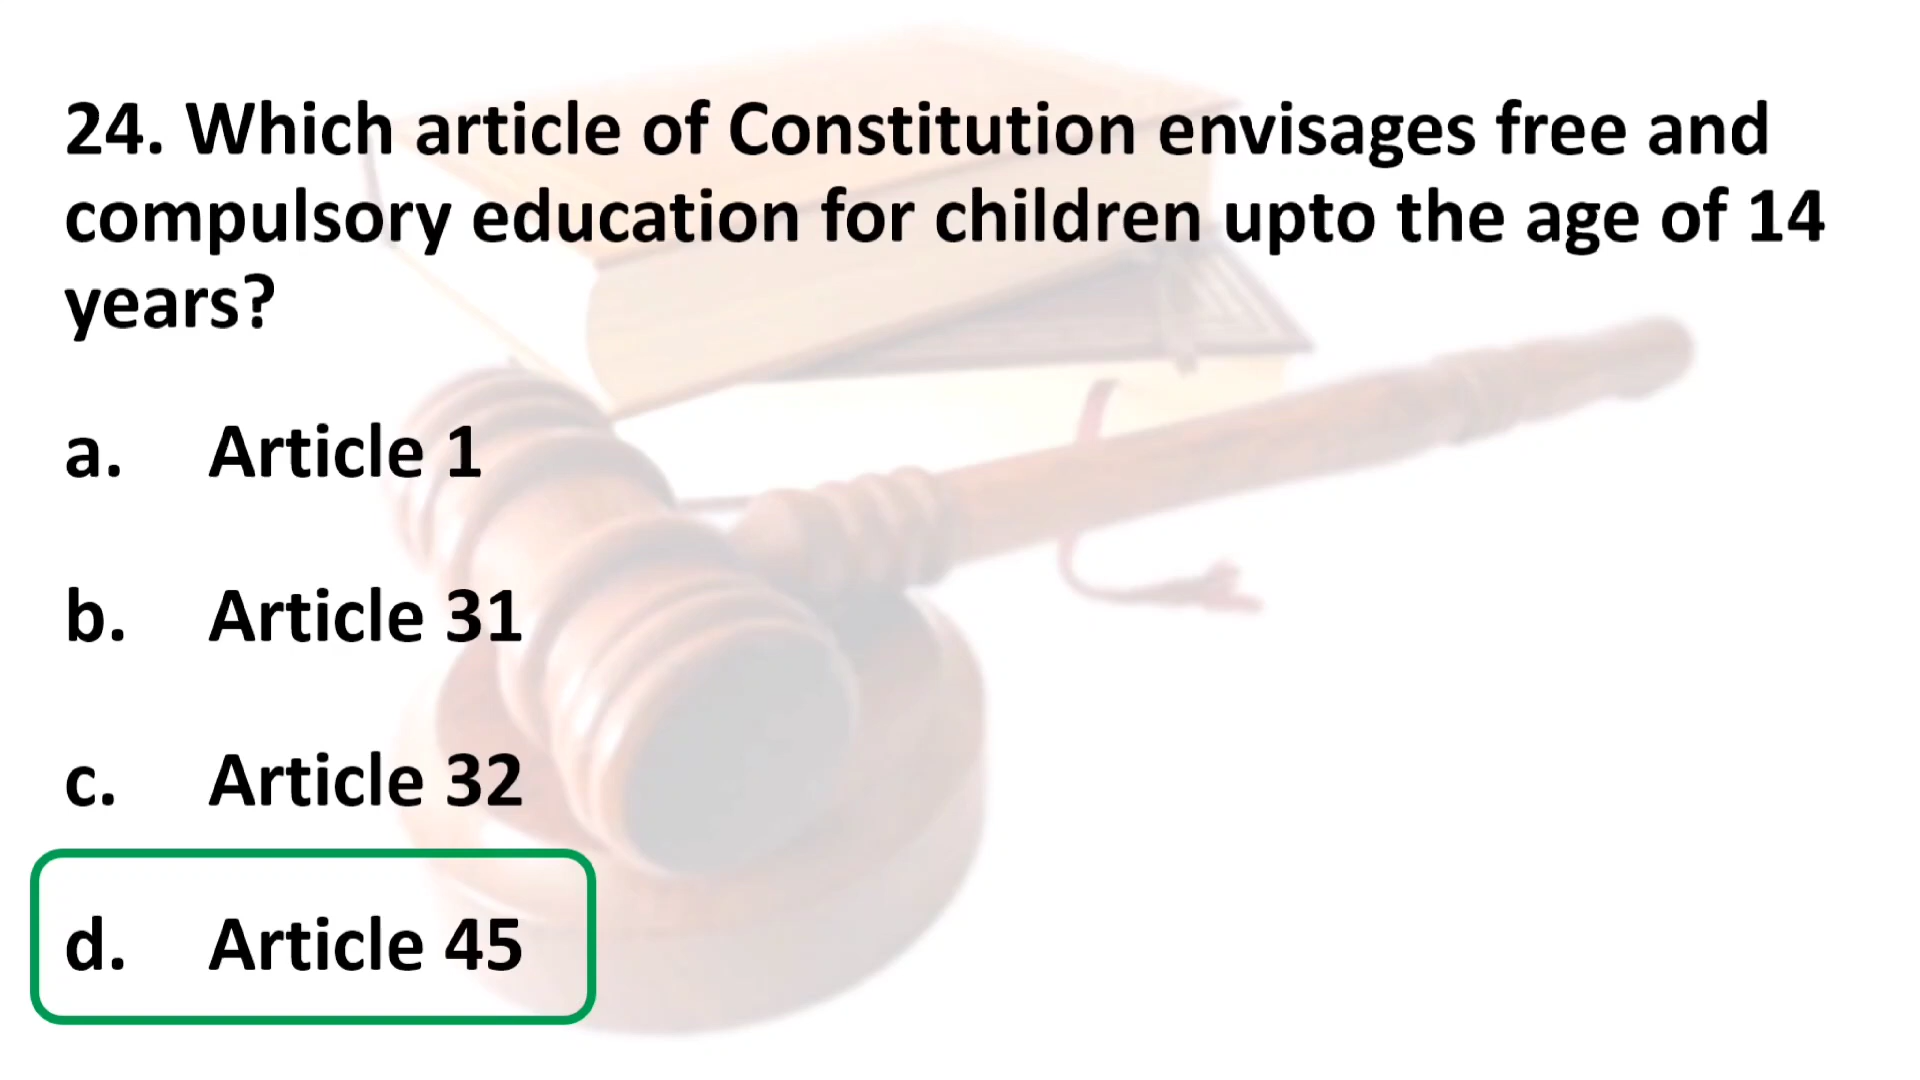 24. Which article of Constitution envisages free and
compulsory education for children upto the age of 14
years?
a. Article 1
b. Article 31
c. Article 32
d. Article 45